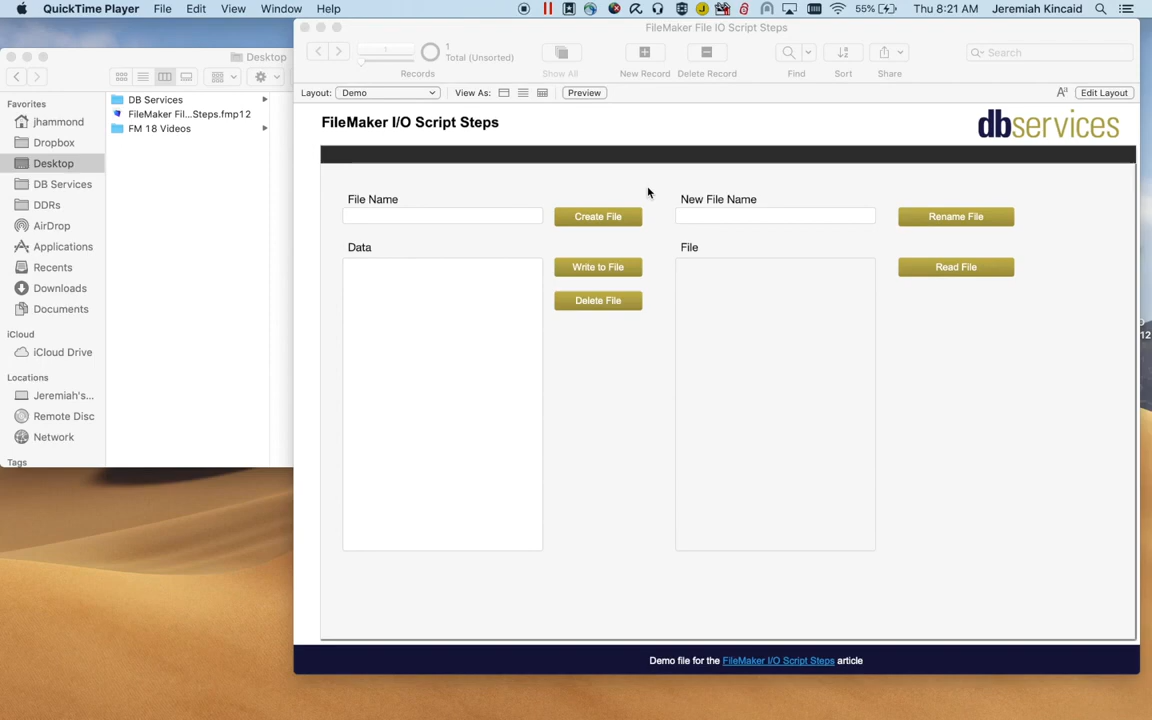 QuickTime Player File Edit View Window Help 55% Thu 8:21 AM Jeremiah Kincaid
FileMaker File IO Script Steps
1
1
Total (Unsorted)
Search
Records Show All New Record Delete Record Find Sort Share
Layout: Demo View As: Preview Aa Edit Layout
Desktop
Favorites
jhammond
Dropbox
Desktop
DB Services
DDRs
AirDrop
Applications
Recents
Downloads
Documents
iCloud
iCloud Drive
Locations
Jeremiah's...
Remote Disc
Network
Tags
DB Services
FileMaker Fil...Steps.fmp12
FM 18 Videos
FileMaker I/O Script Steps
dbservices
File Name
Create File
New File Name
Rename File
Data
Write to File
Delete File
File
Read File
12
Demo file for the FileMaker I/O Script Steps article